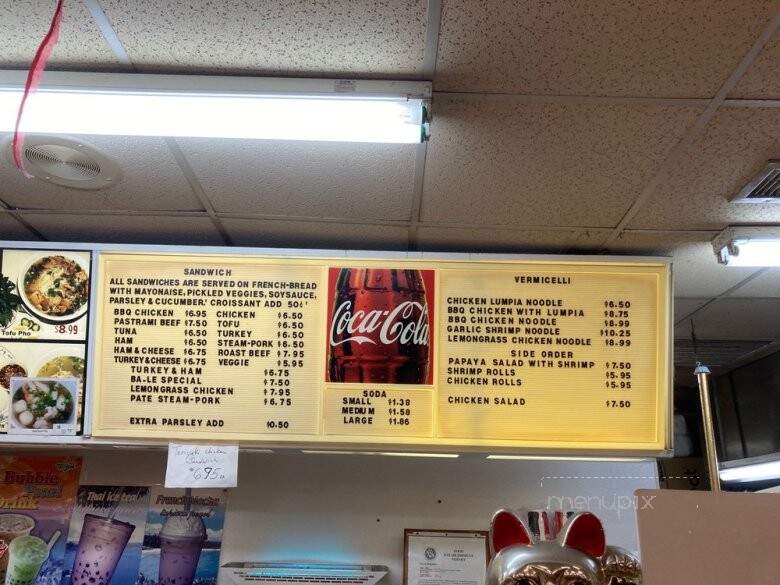 SANDWICH
ALL SANDWICHES ARE SERVED ON FRENCH-BREAD
WITH MAYONAISE, PICKLED VEGGIES, SOYSAUCE,
PARSLEY & CUCUMBER. CROISSANT ADD 50¢
BBQ CHICKEN $6.95 CHICKEN $6.50
PASTRAMI BEEF $7.50 TOFU $6.50
TUNA $6.50 TURKEY $6.50
HAM $6.50 STEAM-PORK $6.50
HAM & CHEESE $6.75 ROAST BEEF $7.95
TURKEY & CHEESE $6.75 VEGGIE $5.95
TURKEY & HAM $6.75
BA-LE SPECIAL $7.50
LEMONGRASS CHICKEN $7.95
PATE STEAM-PORK $6.75
EXTRA PARSLEY ADD $0.50
Coca-Cola
SODA
SMALL $1.38
MEDIUM $1.58
LARGE $1.86
VERMICELLI
CHICKEN LUMPIA NOODLE $6.50
BBQ CHICKEN WITH LUMPIA $8.75
BBQ CHICKEN NOODLE $8.99
GARLIC SHRIMP NOODLE $10.25
LEMONGRASS CHICKEN NOODLE $8.99
SIDE ORDER
PAPAYA SALAD WITH SHRIMP $7.50
SHRIMP ROLLS $5.95
CHICKEN ROLLS $5.95
CHICKEN SALAD $7.50
Tofu Pho $8.99
Teriyaki chicken
$6.95
Bubble
Drink
Thai ice tea
menupix